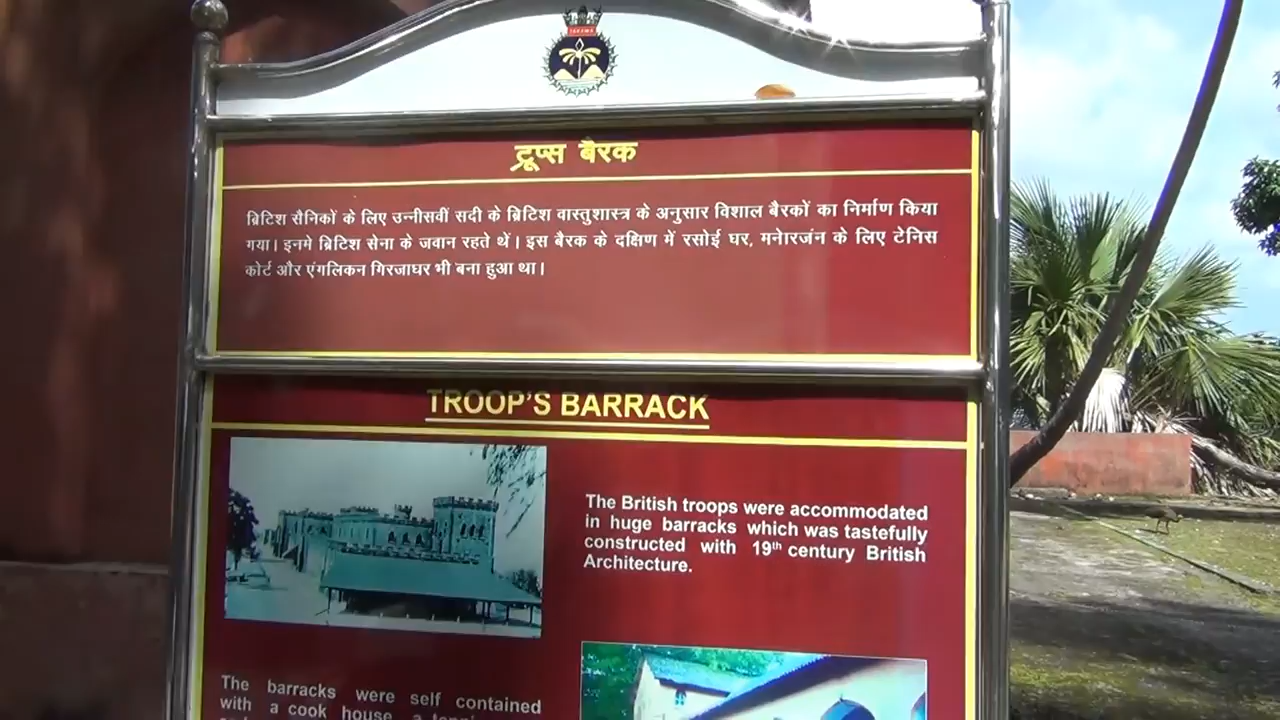 ट्रूप्स बैरक
ब्रिटिश सैनिकों के लिए उन्नीसवीं सदी के ब्रिटिश वास्तुशास्त्र के अनुसार विशाल बैरकों का निर्माण किया
गया। इनमे ब्रिटिश सेना के जवान रहते थें। इस बैरक के दक्षिण में रसोई घर, मनोरजंन के लिए टेनिस
कोर्ट और एंगलिकन गिरजाघर भी बना हुआ था।
TROOP'S BARRACK
The British troops were accommodated
in huge barracks which was tastefully
constructed with 19th century British
Architecture.
The barracks were self contained
with a cook house, a